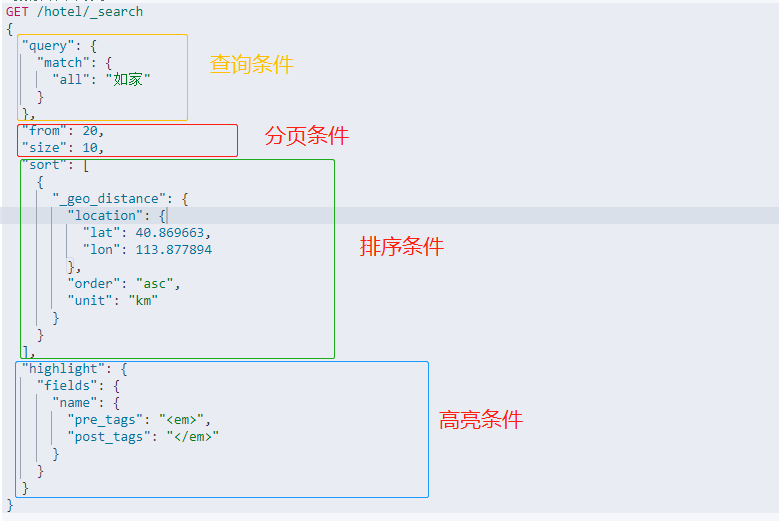 GET /hotel/_search
{
"query": {
"match": {
"all": "如家"
}
},
查询条件
"from": 20,
"size": 10,
分页条件
"sort": [
{
"_geo_distance": {
"location": {
"lat": 40.869663,
"lon": 113.877894
},
"order": "asc",
"unit": "km"
}
}
],
排序条件
"highlight": {
"fields": {
"name": {
"pre_tags": "<em>",
"post_tags": "</em>"
}
}
}
高亮条件
}